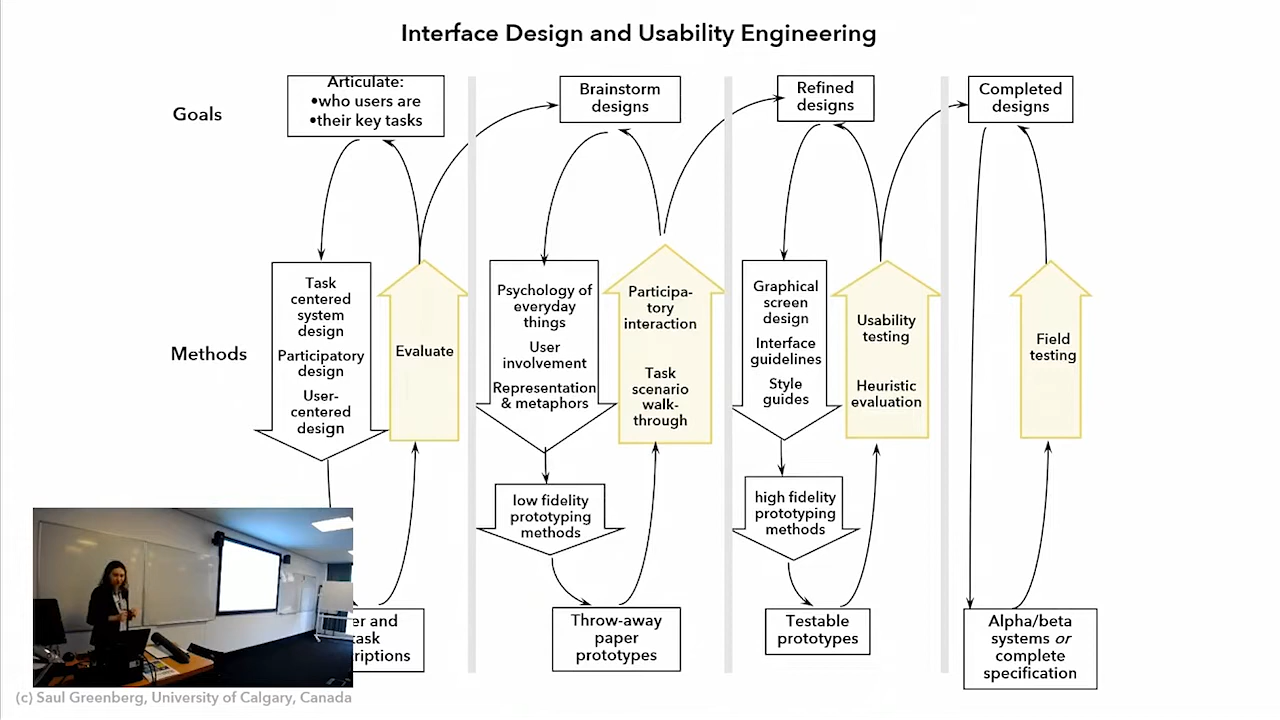 Interface Design and Usability Engineering
Goals
Articulate:
•who users are
•their key tasks
Brainstorm
designs
Refined
designs
Completed
designs
Methods
Task
centered
system
design
Participatory
design
User-
centered
design
Evaluate
Psychology of
everyday
things
User
involvement
Representation
& metaphors
Participa-
tory
interaction
Task
scenario
walk-
through
Graphical
screen
design
Interface
guidelines
Style
guides
Usability
testing
Heuristic
evaluation
Field
testing
low fidelity
prototyping
methods
high fidelity
prototyping
methods
and
task
Throw-away
paper
prototypes
Testable
prototypes
Alpha/beta
systems or
complete
specification
(c) Saul Greenberg, University of Calgary, Canada